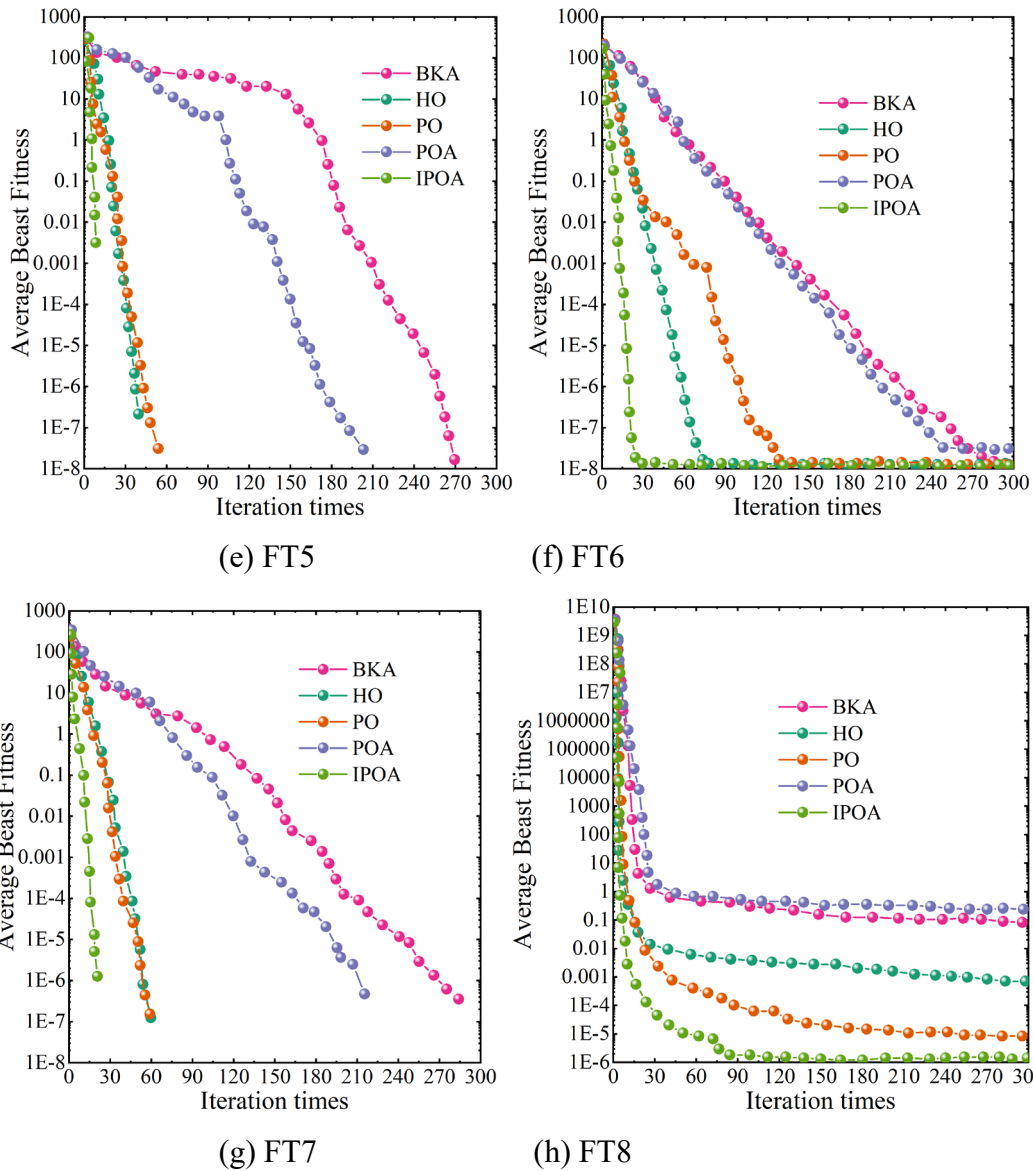 1000
100
10
1
0.1
0.01
0.001
1E-4
1E-5
1E-6
1E-7
1E-8
Average Beast Fitness
0 30 60 90 120 150 180 210 240 270 300
Iteration times
BKA
HO
PO
POA
IPOA
(e) FT5
1000
100
10
1
0.1
0.01
0.001
1E-4
1E-5
1E-6
1E-7
1E-8
Average Beast Fitness
0 30 60 90 120 150 180 210 240 270 300
Iteration times
BKA
HO
PO
POA
IPOA
(f) FT6
1000
100
10
1
0.1
0.01
0.001
1E-4
1E-5
1E-6
1E-7
1E-8
Average Beast Fitness
0 30 60 90 120 150 180 210 240 270 300
Iteration times
BKA
HO
PO
POA
IPOA
(g) FT7
1E10
1E9
1E8
1E7
1000000
100000
10000
1000
100
10
1
0.1
0.01
0.001
1E-4
1E-5
1E-6
Average Beast Fitness
0 30 60 90 120 150 180 210 240 270 30
Iteration times
BKA
HO
PO
POA
IPOA
(h) FT8